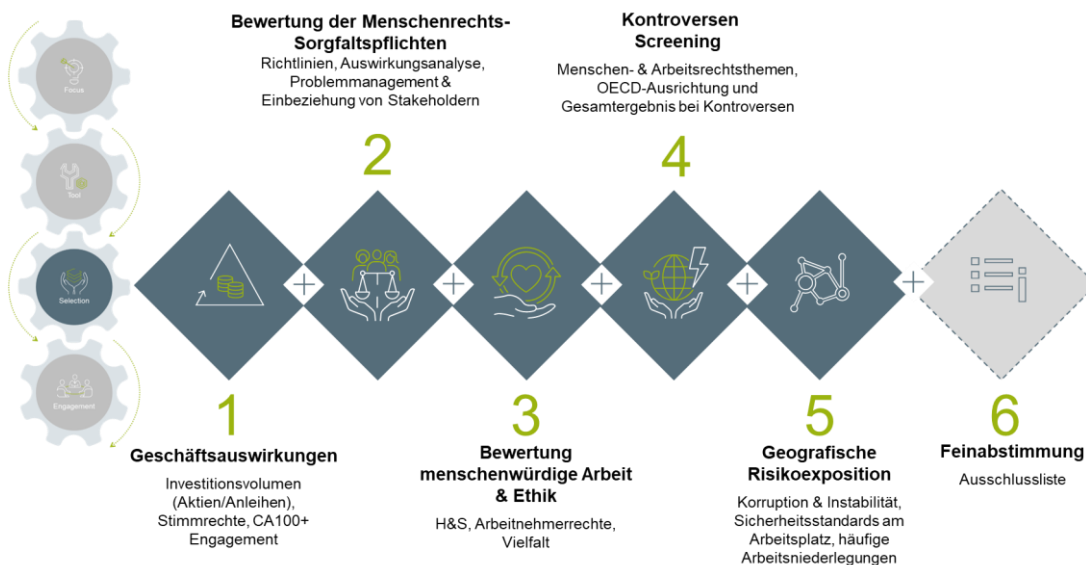 Focus
Tool
Selection
Engagement
1
Geschäftsauswirkungen
Investitionsvolumen
(Aktien/Anleihen),
Stimmrechte, CA100+
Engagement
Bewertung der Menschenrechts-
Sorgfaltspflichten
Richtlinien, Auswirkungsanalyse,
Problemmanagement &
Einbeziehung von Stakeholdern
2
3
Bewertung
menschenwürdige Arbeit
& Ethik
H&S, Arbeitnehmerrechte,
Vielfalt
Kontroversen
Screening
Menschen- & Arbeitsrechtsthemen,
OECD-Ausrichtung und
Gesamtergebnis bei Kontroversen
4
5
Geografische
Risikoexposition
Korruption & Instabilität,
Sicherheitsstandards am
Arbeitsplatz, häufige
Arbeitsniederlegungen
6
Feinabstimmung
Ausschlussliste